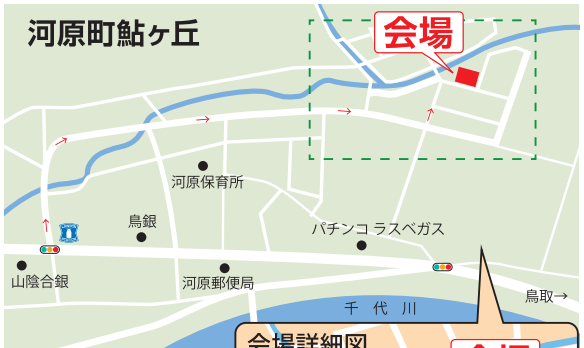 河原町鮎ヶ丘
会場
河原保育所
鳥銀
パチンコ ラスベガス
山陰合銀
河原郵便局
鳥取→
千代川
会場詳細図
会場